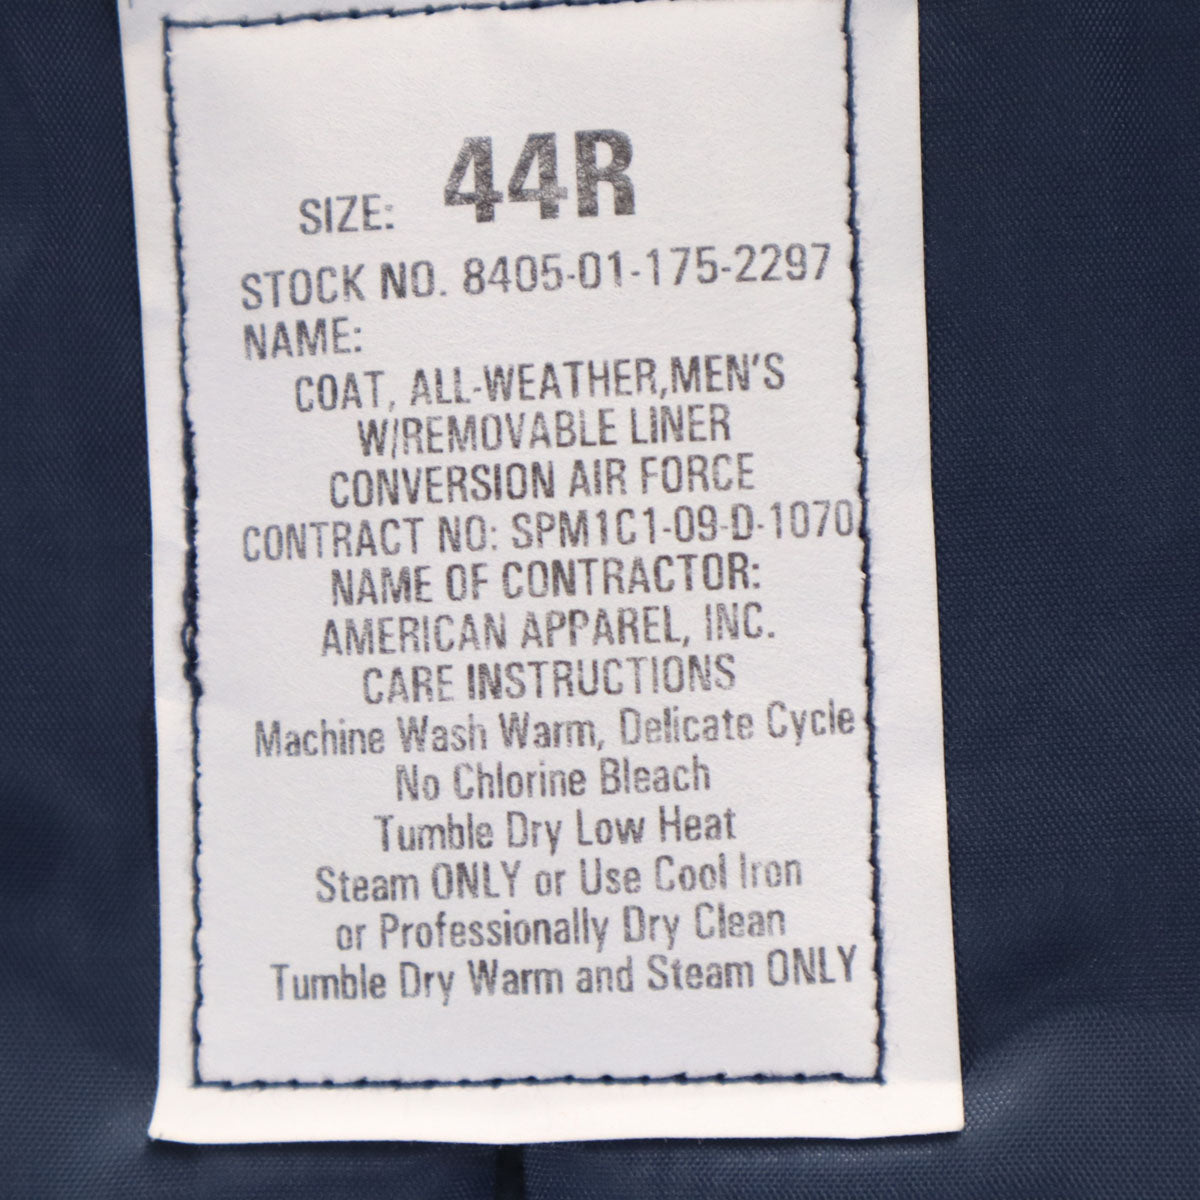 SIZE: 44R
STOCK NO. 8405-01-175-2297
NAME:
COAT, ALL-WEATHER,MEN'S
W/REMOVABLE LINER
CONVERSION AIR FORCE
CONTRACT NO: SPM1C1-09-D-1070
NAME OF CONTRACTOR:
AMERICAN APPAREL, INC.
CARE INSTRUCTIONS
Machine Wash Warm, Delicate Cycle
No Chlorine Bleach
Tumble Dry Low Heat
Steam ONLY or Use Cool Iron
or Professionally Dry Clean
Tumble Dry Warm and Steam ONLY